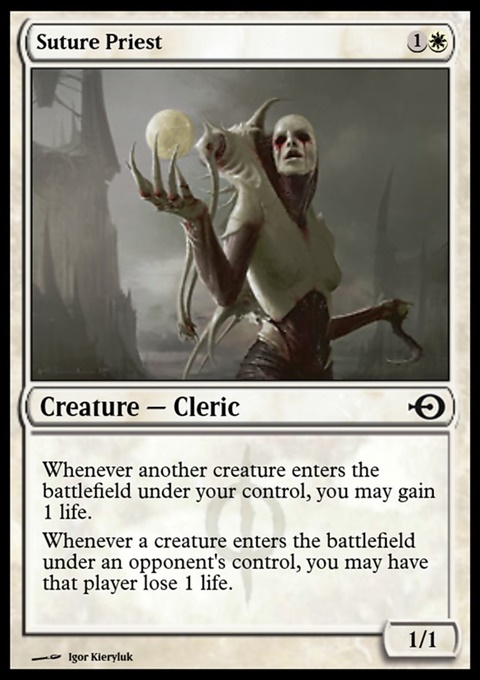 Suture Priest 1
Creature — Cleric
Whenever another creature enters the
battlefield under your control, you may gain
1 life.
Whenever a creature enters the battlefield
under an opponent's control, you may have
that player lose 1 life.
1/1
Igor Kieryluk